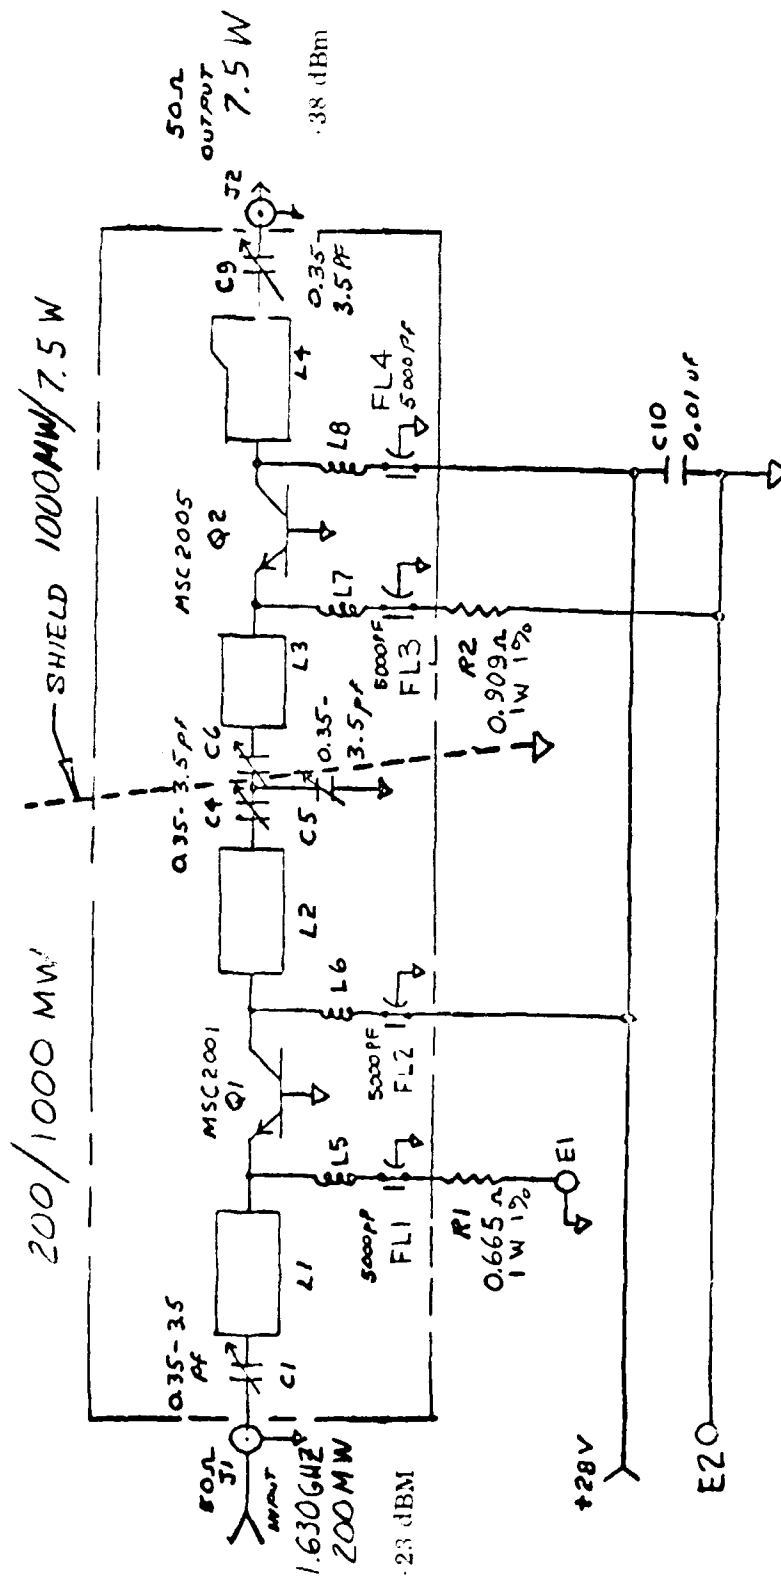 200/1000 MW
SHIELD 1000MW/7.5 W
50Ω
J1
INPUT
1.630GHZ
200MW
-23 dBM
0.35-3.5
Pf
C1
L1
MSC2001
Q1
L5
5000PF
FL1
R1
0.665Ω
1W 1%
E1
L2
L6
5000PF
FL2
0.35-3.5Pf
C4
C6
C5
0.35-
3.5Pf
L3
MSC2005
Q2
L7
5000PF
FL3
R2
0.909Ω
1W 1%
L4
L8
FL4
5000PF
C9
0.35-
3.5PF
J2
50Ω
OUTPUT
7.5 W
-38 dBm
+28V
E2
C10
0.01UF